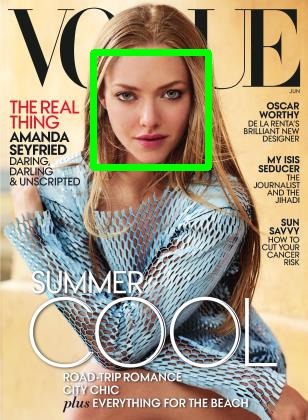 VOGUE
JUN
THE REAL
THING
AMANDA
SEYFRIED
DARING,
DARLING
& UNSCRIPTED
OSCAR
WORTHY
DE LA RENTA'S
BRILLIANT NEW
DESIGNER
MY ISIS
SEDUCER
THE
JOURNALIST
AND THE
JIHADI
SUN
SAVVY
HOW TO
CUT YOUR
CANCER
RISK
SUMMER
COOL
ROAD-TRIP ROMANCE
CITY CHIC
plus EVERYTHING FOR THE BEACH